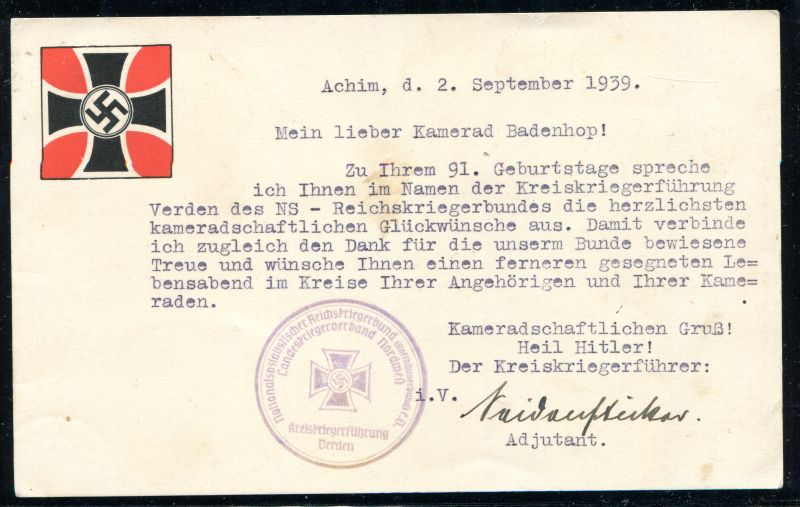 Achim, d. 2. September 1939.
Mein lieber Kamerad Badenhop!
Zu Ihrem 91. Geburtstage spreche
ich Ihnen im Namen der Kreiskriegerführung
Verden des NS - Reichskriegerbundes die herzlichsten
kameradschaftlichen Glückwünsche aus. Damit verbinde
ich zugleich den Dank für die unserm Bunde bewiesene
Treue und wünsche Ihnen einen ferneren gesegneten Le=
bensabend im Kreise Ihrer Angehörigen und Ihrer Kame=
raden.
Kameradschaftlichen Gruß!
Heil Hitler!
Der Kreiskriegerführer:
i.V.
Adjutant.
Nationalsozialistischer Reichskriegerbund (Kyffhäuserbund) e.V.
Landeskriegerverband Nordwest
Kreiskriegerführung
Verden